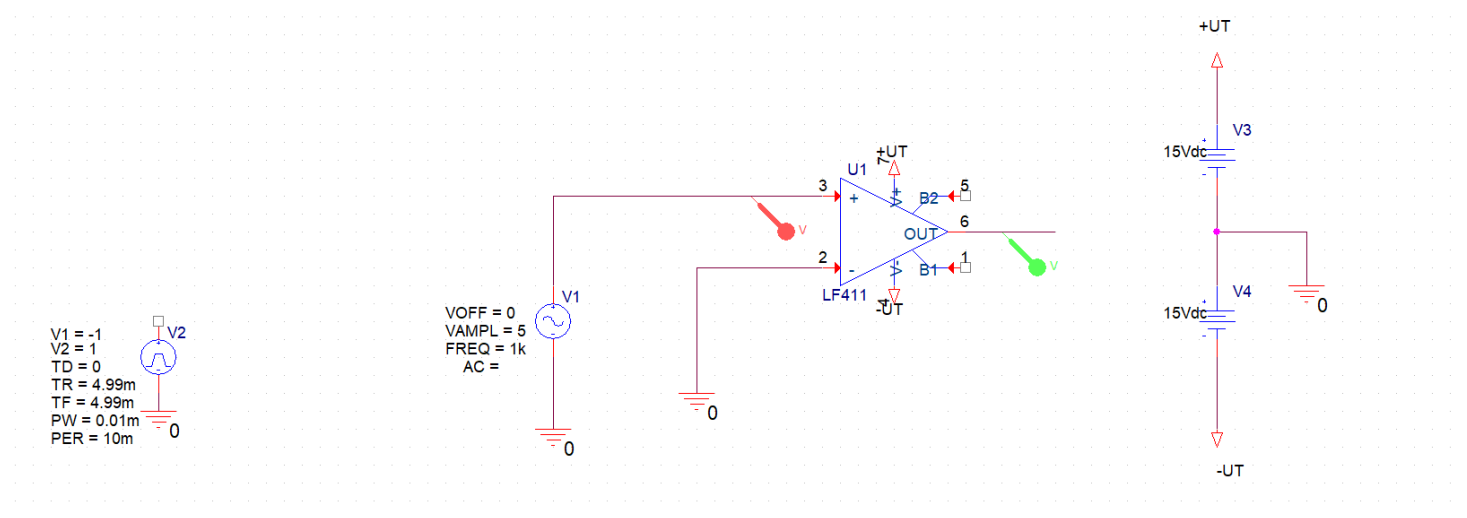 +UT
V3
15Vdc
+
-
+UT
7
U1
3
+
V+
B2
5
6
OUT
2
-
V-
B1
1
LF411
4
-UT
V
V
V1
+
-
VOFF = 0
VAMPL = 5
FREQ = 1k
AC =
0
0
V4
15Vdc
+
-
0
-UT
V2
+
-
V1 = -1
V2 = 1
TD = 0
TR = 4.99m
TF = 4.99m
PW = 0.01m
PER = 10m
0